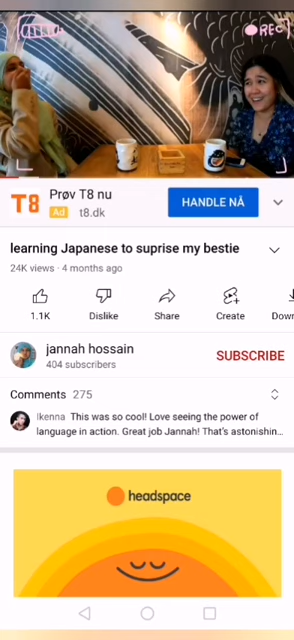 REC
T8
Prøv T8 nu
Ad t8.dk
HANDLE NÅ
learning Japanese to suprise my bestie
24K views · 4 months ago
1.1K
Dislike
Share
Create
Down
jannah hossain
404 subscribers
SUBSCRIBE
Comments 275
Ikenna This was so cool! Love seeing the power of
language in action. Great job Jannah! That's astonishin...
headspace